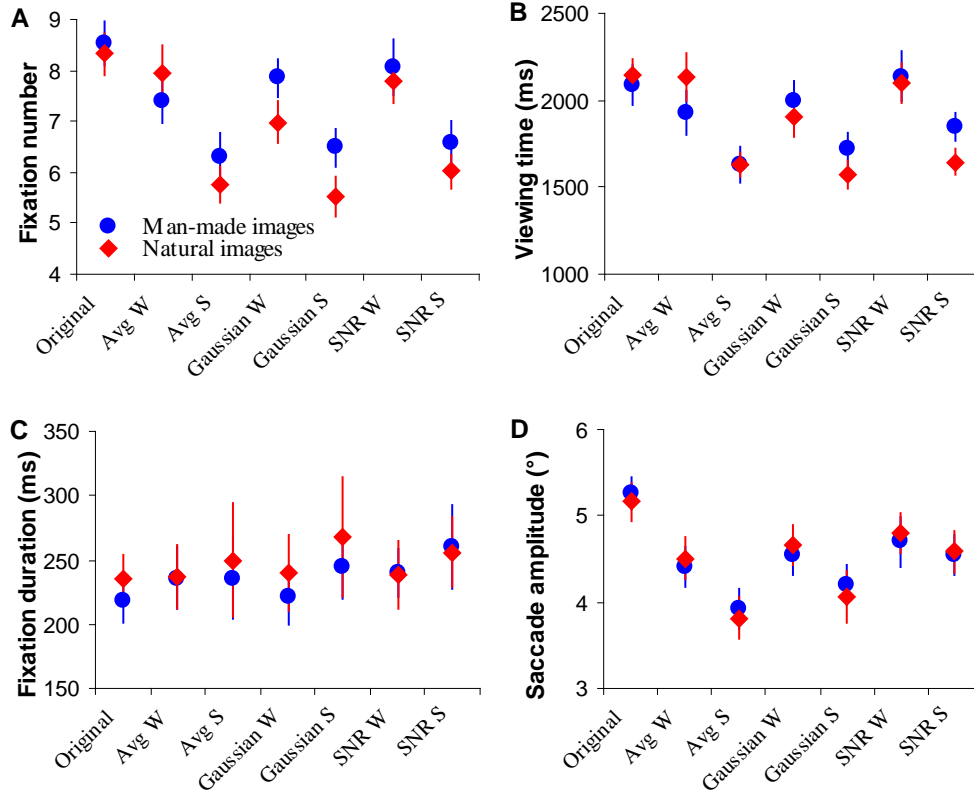 A
Fixation number
9
8
7
6
5
4
Man-made images
Natural images
Original
Avg W
Avg S
Gaussian W
Gaussian S
SNR W
SNR S
B
Viewing time (ms)
2500
2000
1500
1000
Original
Avg W
Avg S
Gaussian W
Gaussian S
SNR W
SNR S
C
Fixation duration (ms)
350
300
250
200
150
Original
Avg W
Avg S
Gaussian W
Gaussian S
SNR W
SNR S
D
Saccade amplitude (°)
6
5
4
3
Original
Avg W
Avg S
Gaussian W
Gaussian S
SNR W
SNR S